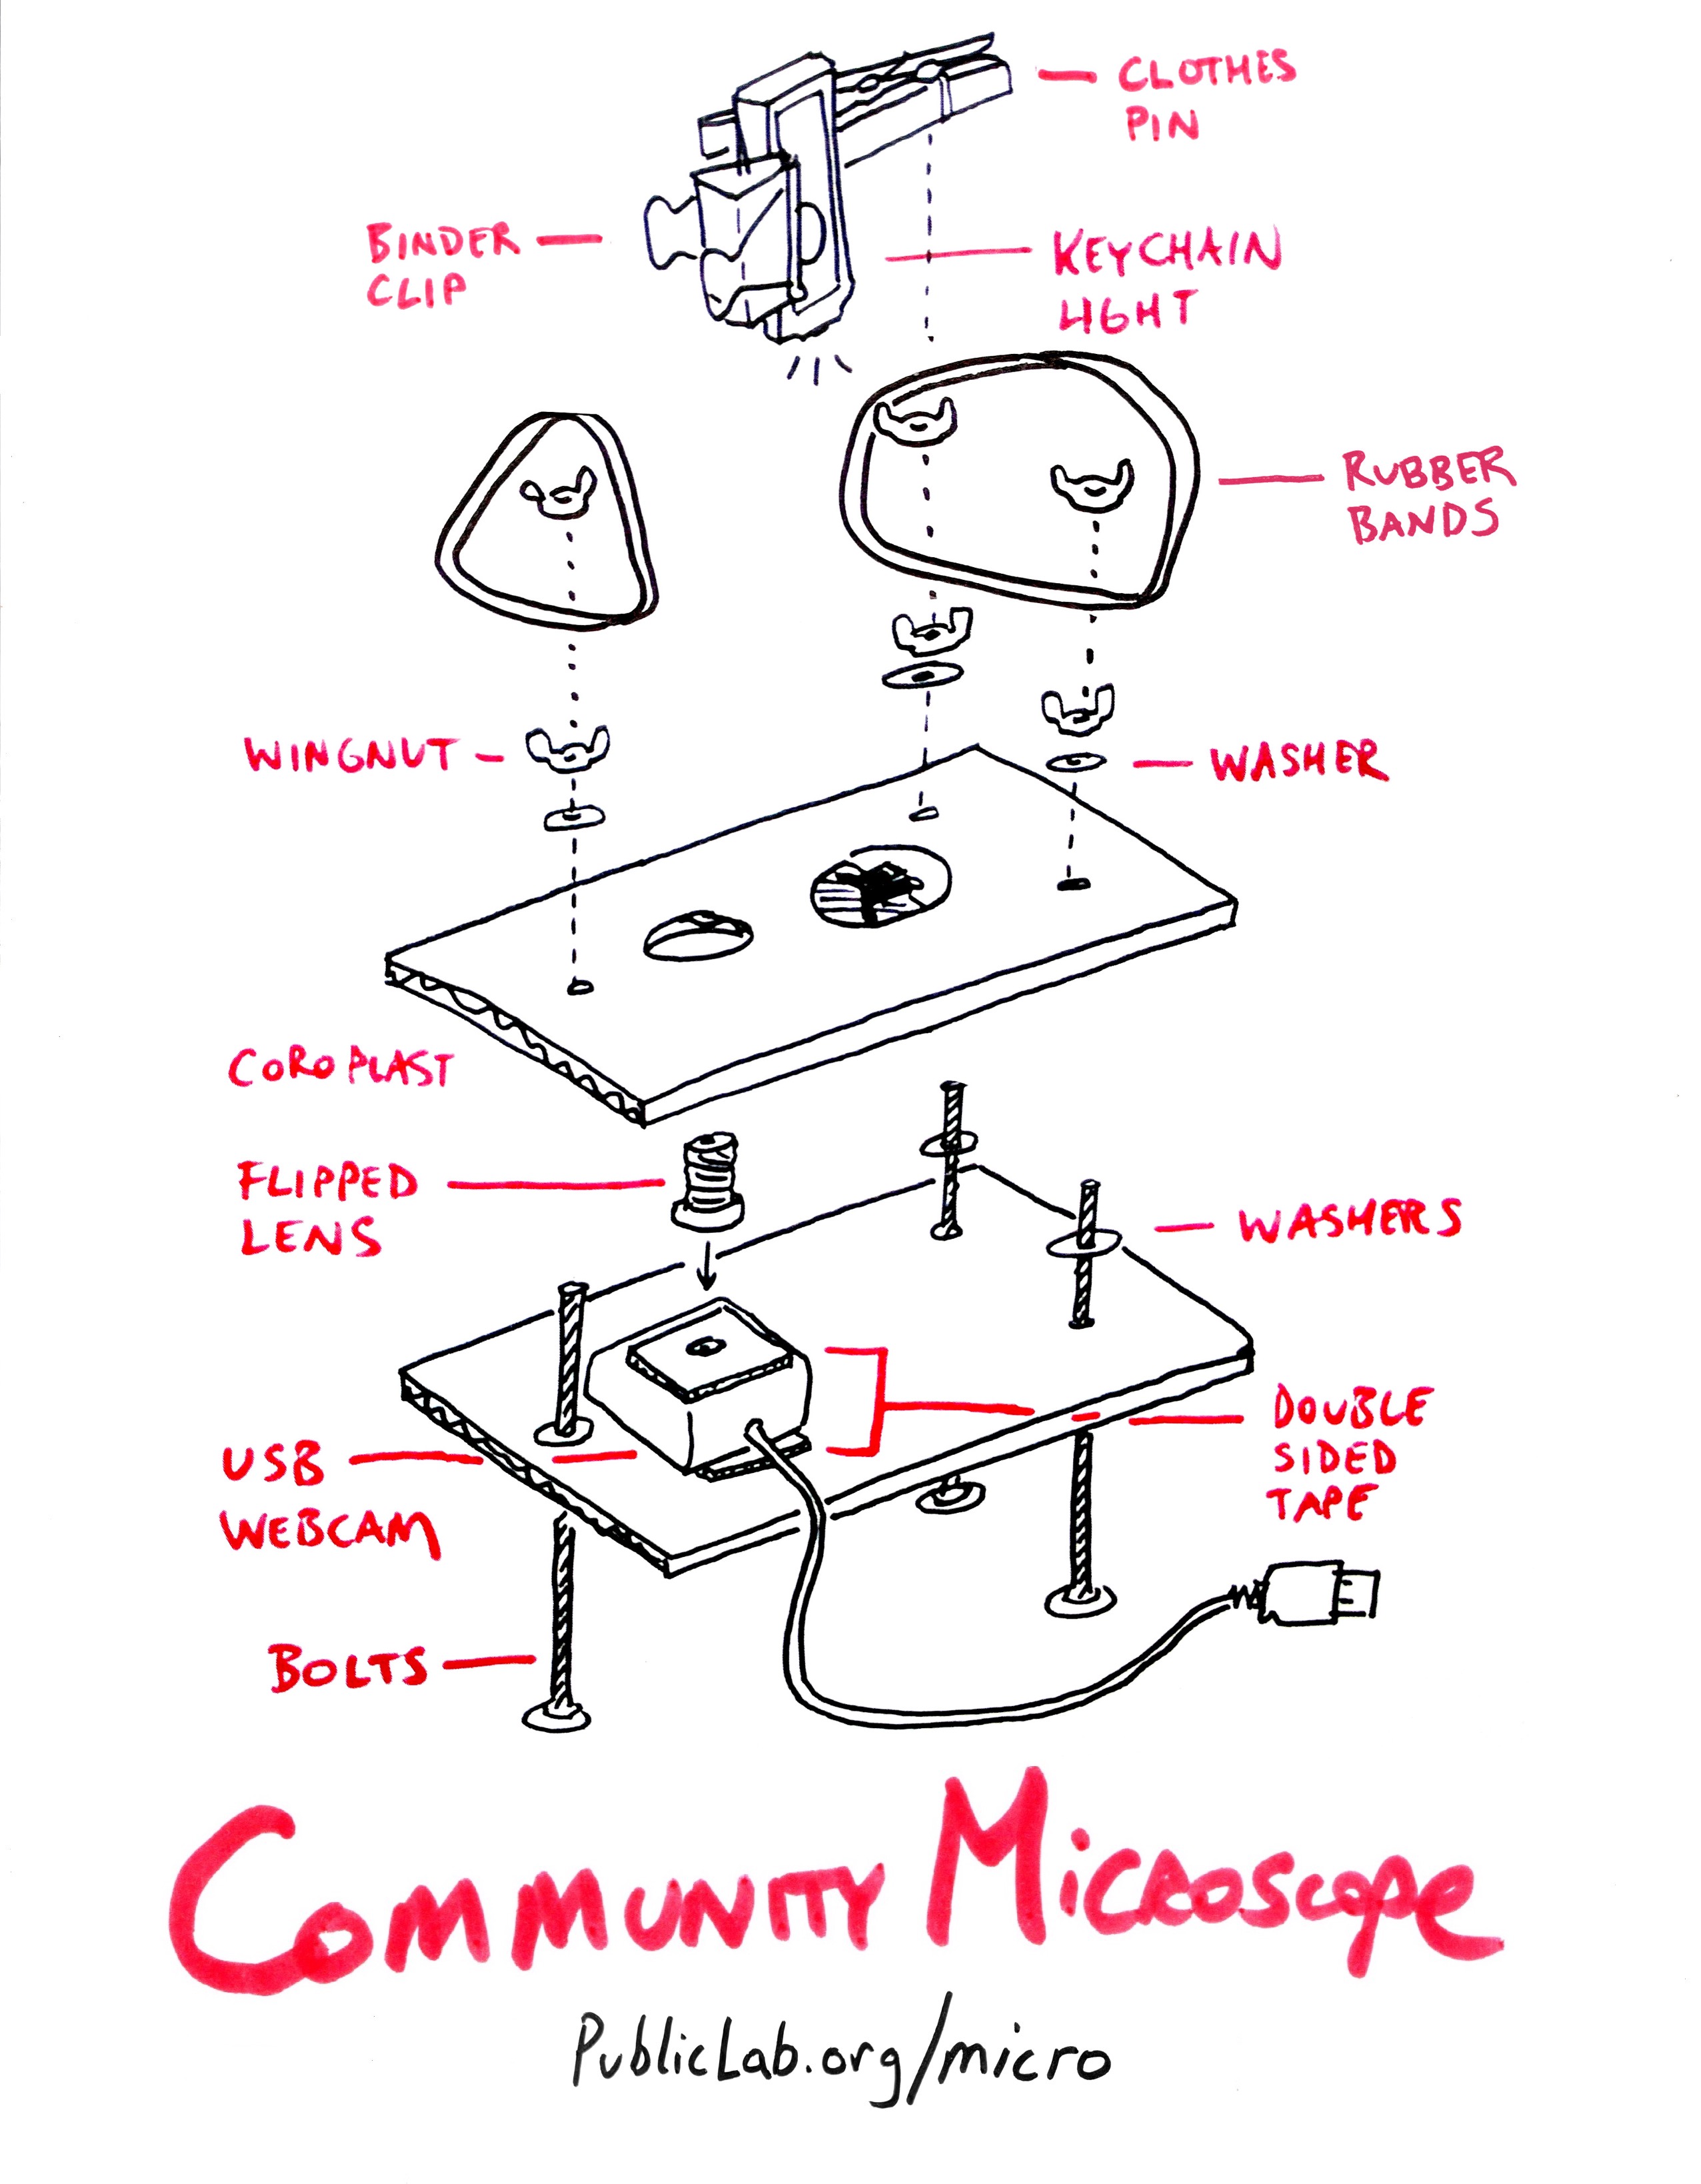 CLOTHES
PIN
BINDER
CLIP
KEYCHAIN
LIGHT
RUBBER
BANDS
WINGNUT
WASHER
COROPLAST
FLIPPED
LENS
WASHERS
DOUBLE
SIDED
TAPE
USB
WEBCAM
BOLTS
COMMUNITY MICROSCOPE
PublicLab.org/micro